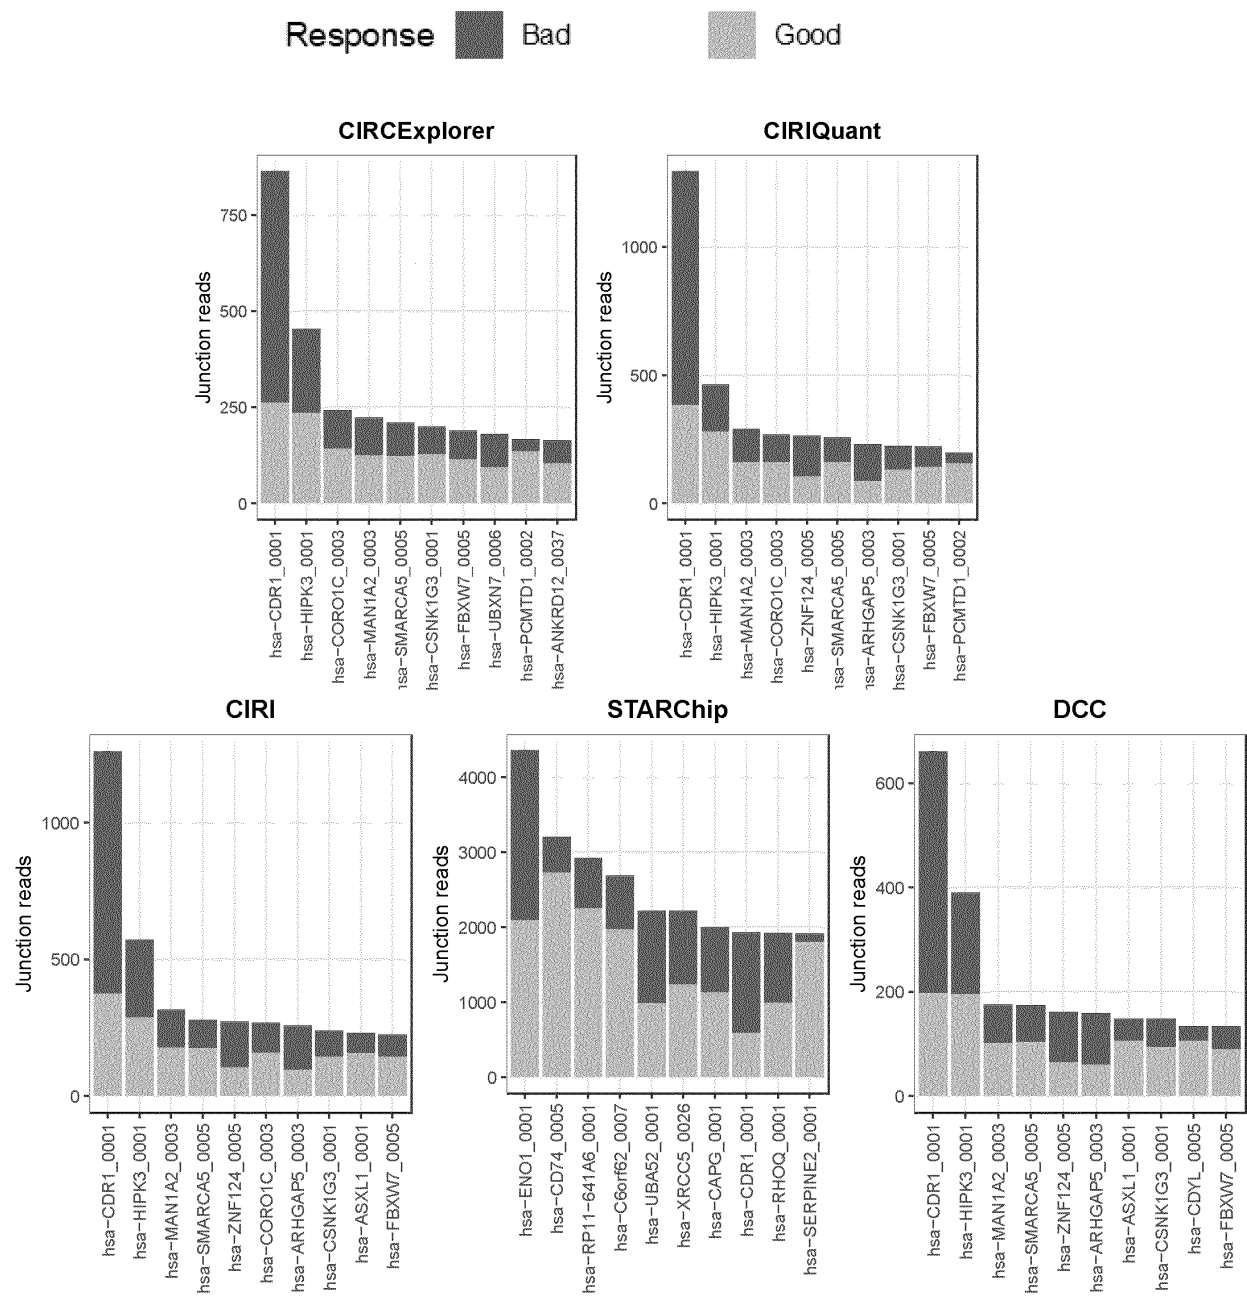 Response Bad Good
CIRCExplorer
CIRIQuant
Junction reads
750
500
250
0
hsa-CDR1_0001
hsa-HIPK3_0001
hsa-CORO1C_0003
hsa-MAN1A2_0003
nsa-SMARCA5_0005
hsa-CSNK1G3_0001
hsa-FBXW7_0005
hsa-UBXN7_0006
hsa-PCMTD1_0002
hsa-ANKRD12_0037
Junction reads
1000
500
0
hsa-CDR1_0001
hsa-HIPK3_0001
hsa-MAN1A2_0003
hsa-CORO1C_0003
hsa-ZNF124_0005
nsa-SMARCA5_0005
nsa-ARHGAP5_0003
hsa-CSNK1G3_0001
hsa-FBXW7_0005
hsa-PCMTD1_0002
CIRI
STARChip
DCC
Junction reads
1000
500
0
hsa-CDR1_0001
hsa-HIPK3_0001
hsa-MAN1A2_0003
hsa-SMARCA5_0005
hsa-ZNF124_0005
hsa-CORO1C_0003
hsa-ARHGAP5_0003
hsa-CSNK1G3_0001
hsa-ASXL1_0001
hsa-FBXW7_0005
Junction reads
4000
3000
2000
1000
0
hsa-ENO1_0001
hsa-CD74_0005
hsa-RP11-641A6_0001
hsa-C6orf62_0007
hsa-UBA52_0001
hsa-XRCC5_0026
hsa-CAPG_0001
hsa-CDR1_0001
hsa-RHOQ_0001
hsa-SERPINE2_0001
Junction reads
600
400
200
0
hsa-CDR1_0001
hsa-HIPK3_0001
hsa-MAN1A2_0003
hsa-SMARCA5_0005
hsa-ZNF124_0005
hsa-ARHGAP5_0003
hsa-ASXL1_0001
hsa-CSNK1G3_0001
hsa-CDYL_0005
hsa-FBXW7_0005